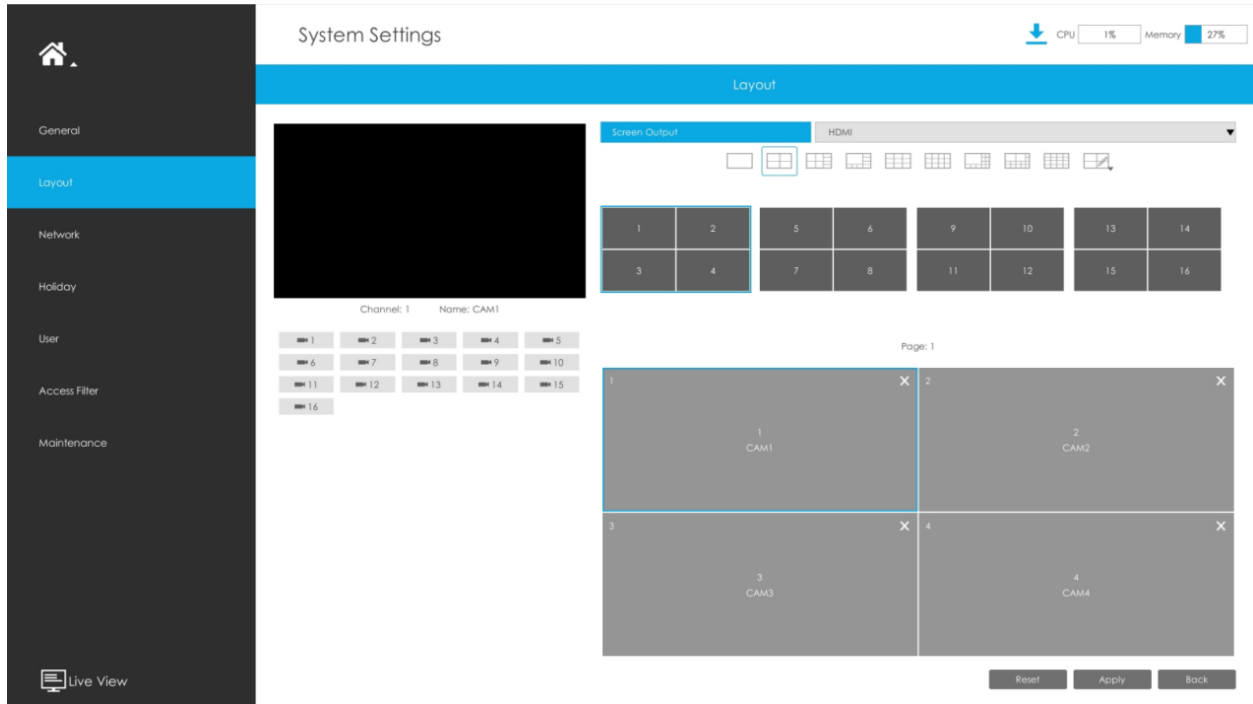 System Settings
CPU 1% Memory 27%
Layout
General
Layout
Network
Holiday
User
Access Filter
Maintenance
Live View
Screen Output HDMI
Channel: 1 Name: CAM1
1 2 3 4 5
6 7 8 9 10
11 12 13 14 15
16
1 2 5 6 9 10 13 14
3 4 7 8 11 12 15 16
Page: 1
1 2
1 2
CAM1 CAM2
3 4
3 4
CAM3 CAM4
Reset Apply Back